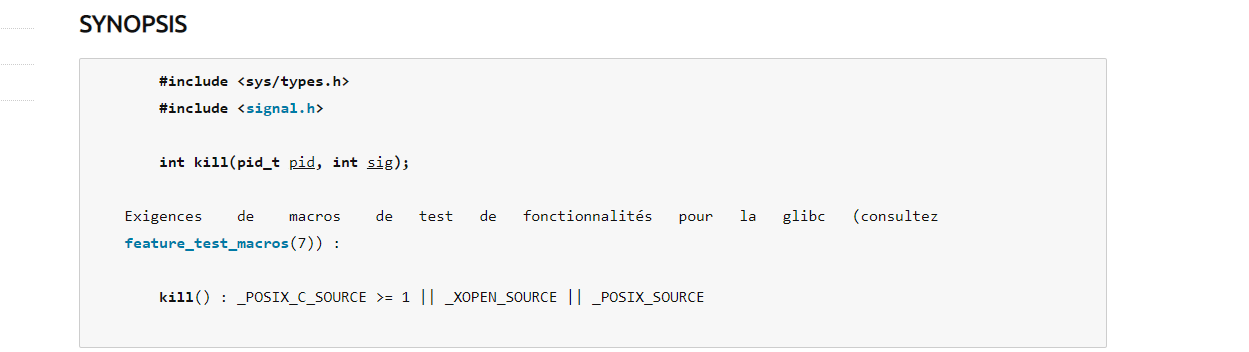 SYNOPSIS
#include <sys/types.h>
#include <signal.h>
int kill(pid_t pid, int sig);
Exigences de macros de test de fonctionnalités pour la glibc (consultez
feature_test_macros(7)) :
kill() : _POSIX_C_SOURCE >= 1 || _XOPEN_SOURCE || _POSIX_SOURCE